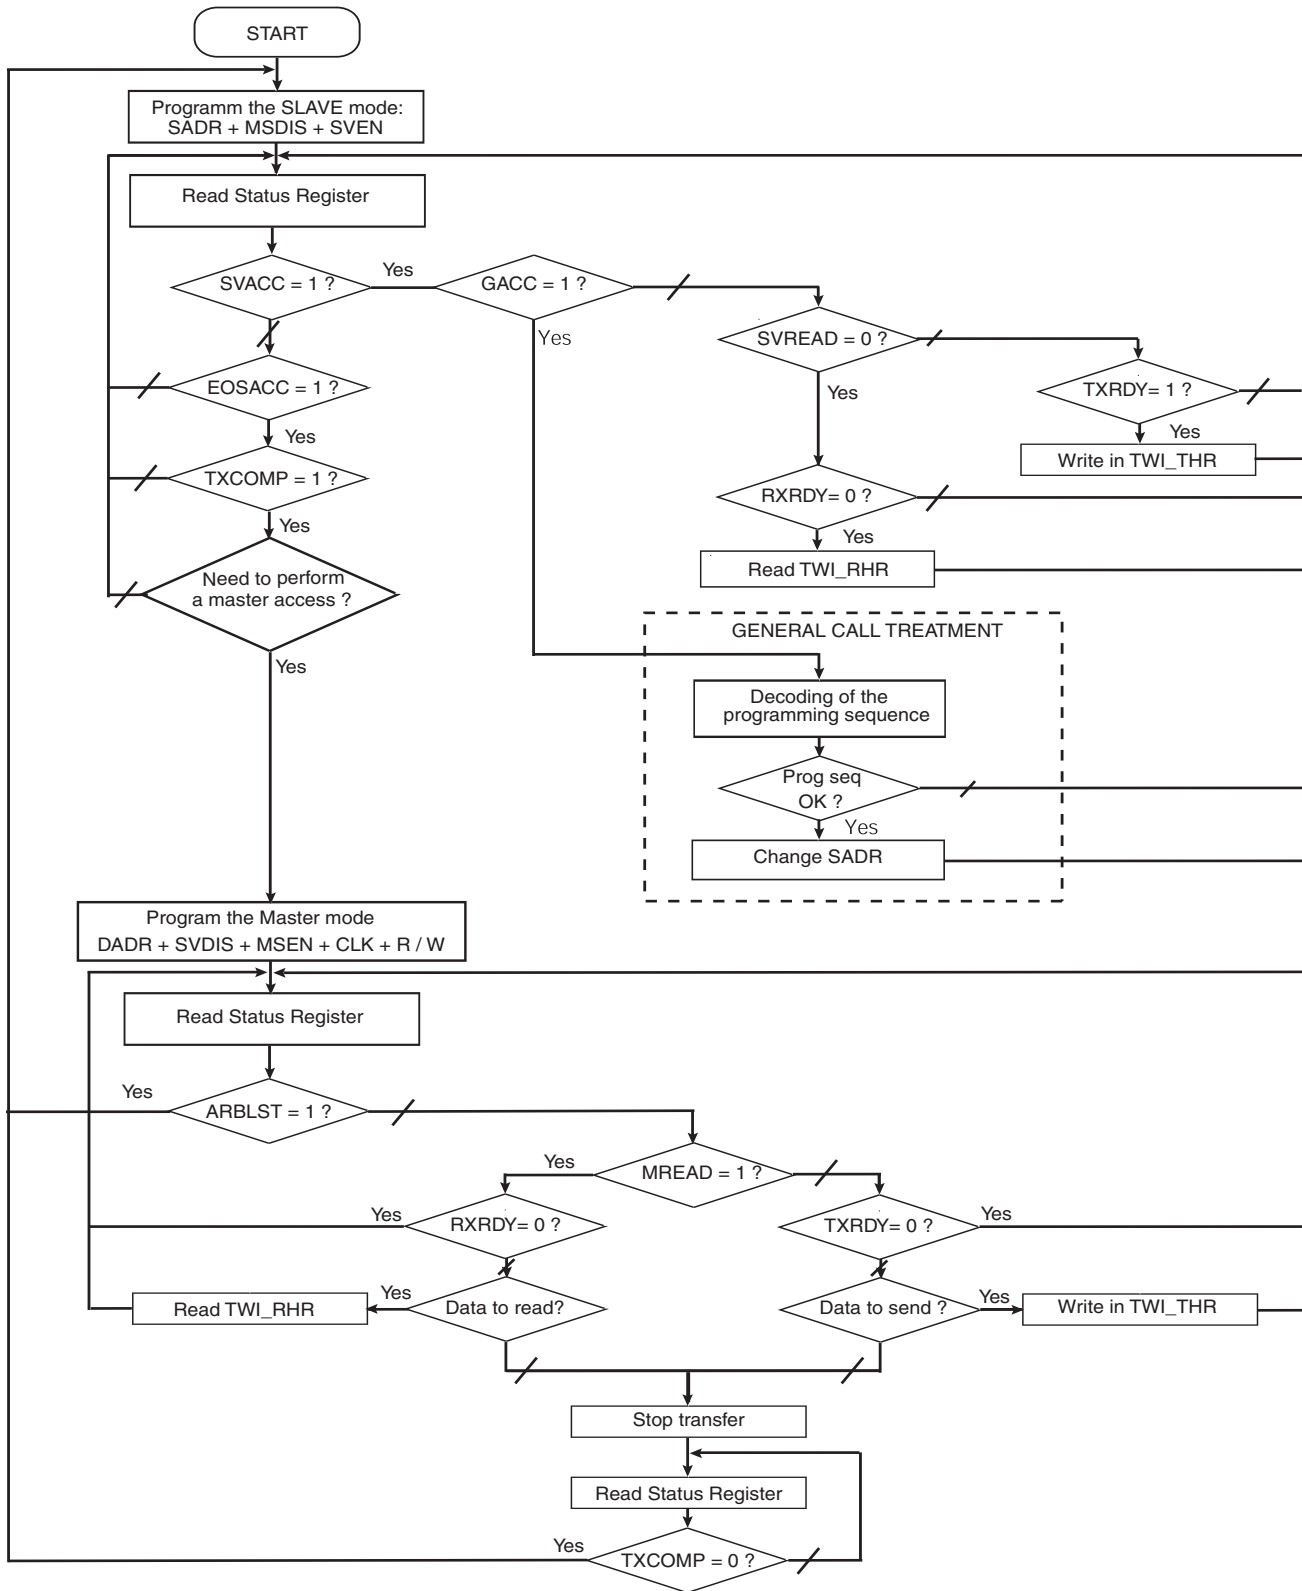 START
Programm the SLAVE mode:
SADR + MSDIS + SVEN
Read Status Register
SVACC = 1 ?
Yes
GACC = 1 ?
Yes
SVREAD = 0 ?
Yes
EOSACC = 1 ?
Yes
TXRDY= 1 ?
Yes
Write in TWI_THR
TXCOMP = 1 ?
Yes
RXRDY= 0 ?
Yes
Read TWI_RHR
Need to perform
a master access ?
Yes
GENERAL CALL TREATMENT
Decoding of the
programming sequence
Prog seq
OK ?
Yes
Change SADR
Program the Master mode
DADR + SVDIS + MSEN + CLK + R / W
Read Status Register
Yes
ARBLST = 1 ?
Yes
MREAD = 1 ?
Yes
RXRDY= 0 ?
TXRDY= 0 ?
Yes
Read TWI_RHR
Yes
Data to read?
Data to send ?
Yes
Write in TWI_THR
Stop transfer
Read Status Register
Yes
TXCOMP = 0 ?